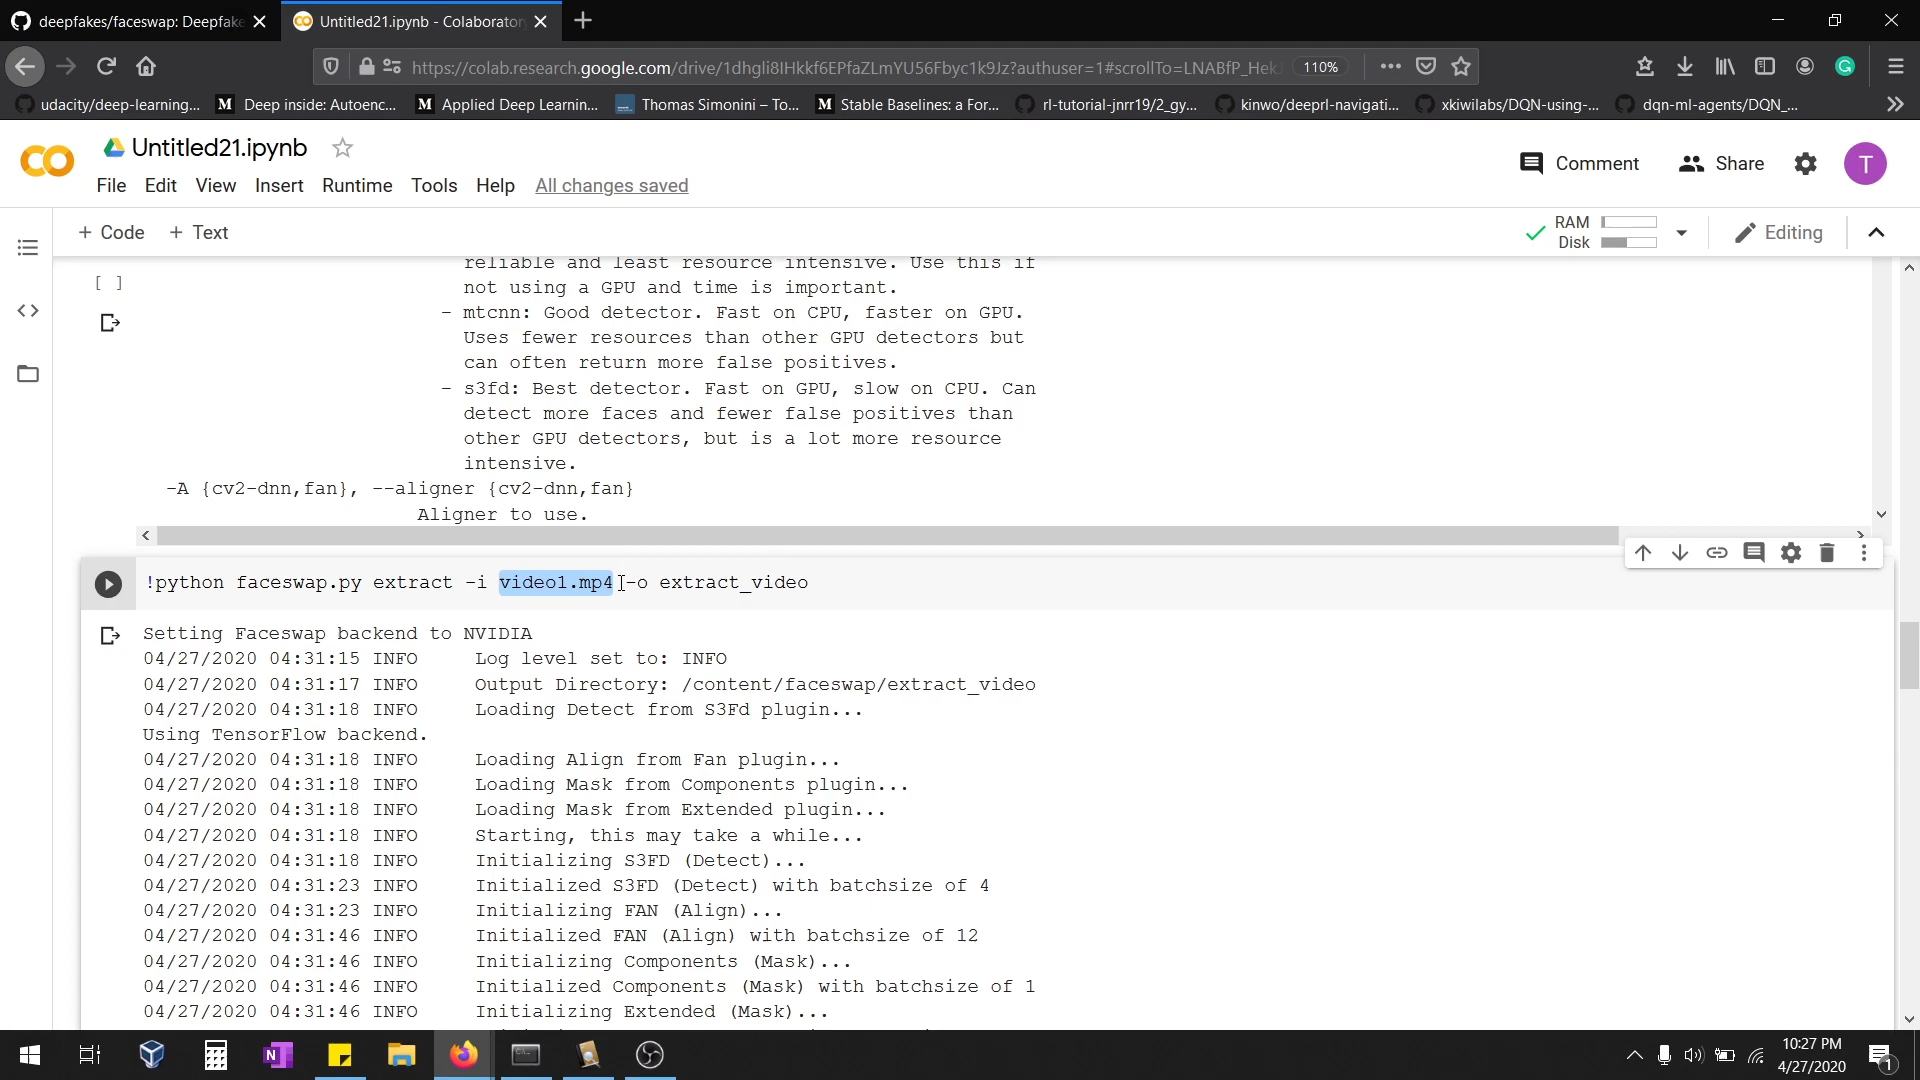 deepfakes/faceswap: Deepfake
Untitled21.ipynb - Colaborator
https://colab.research.google.com/drive/1dhgli8IHkkf6EPfaZLmYU56Fbyc1k9Jz?authuser=1#scrollTo=LNABfP_Hek
110%
udacity/deep-learning...
M Deep inside: Autoenc...
M Applied Deep Learnin...
Thomas Simonini – To...
M Stable Baselines: a For...
rl-tutorial-jnrr19/2_gy...
kinwo/deeprl-navigati...
xkiwilabs/DQN-using-...
dqn-ml-agents/DQN_...
CO
Untitled21.ipynb
Comment
Share
T
File Edit View Insert Runtime Tools Help All changes saved
+ Code + Text
RAM
Disk
Editing
[ ]
reliable and least resource intensive. Use this if
not using a GPU and time is important.
- mtcnn: Good detector. Fast on CPU, faster on GPU.
Uses fewer resources than other GPU detectors but
can often return more false positives.
- s3fd: Best detector. Fast on GPU, slow on CPU. Can
detect more faces and fewer false positives than
other GPU detectors, but is a lot more resource
intensive.
-A {cv2-dnn,fan}, --aligner {cv2-dnn,fan}
Aligner to use.
!python faceswap.py extract -i video1.mp4 -o extract_video
Setting Faceswap backend to NVIDIA
04/27/2020 04:31:15 INFO Log level set to: INFO
04/27/2020 04:31:17 INFO Output Directory: /content/faceswap/extract_video
04/27/2020 04:31:18 INFO Loading Detect from S3Fd plugin...
Using TensorFlow backend.
04/27/2020 04:31:18 INFO Loading Align from Fan plugin...
04/27/2020 04:31:18 INFO Loading Mask from Components plugin...
04/27/2020 04:31:18 INFO Loading Mask from Extended plugin...
04/27/2020 04:31:18 INFO Starting, this may take a while...
04/27/2020 04:31:18 INFO Initializing S3FD (Detect)...
04/27/2020 04:31:23 INFO Initialized S3FD (Detect) with batchsize of 4
04/27/2020 04:31:23 INFO Initializing FAN (Align)...
04/27/2020 04:31:46 INFO Initialized FAN (Align) with batchsize of 12
04/27/2020 04:31:46 INFO Initializing Components (Mask)...
04/27/2020 04:31:46 INFO Initialized Components (Mask) with batchsize of 1
04/27/2020 04:31:46 INFO Initializing Extended (Mask)...
10:27 PM
4/27/2020
1